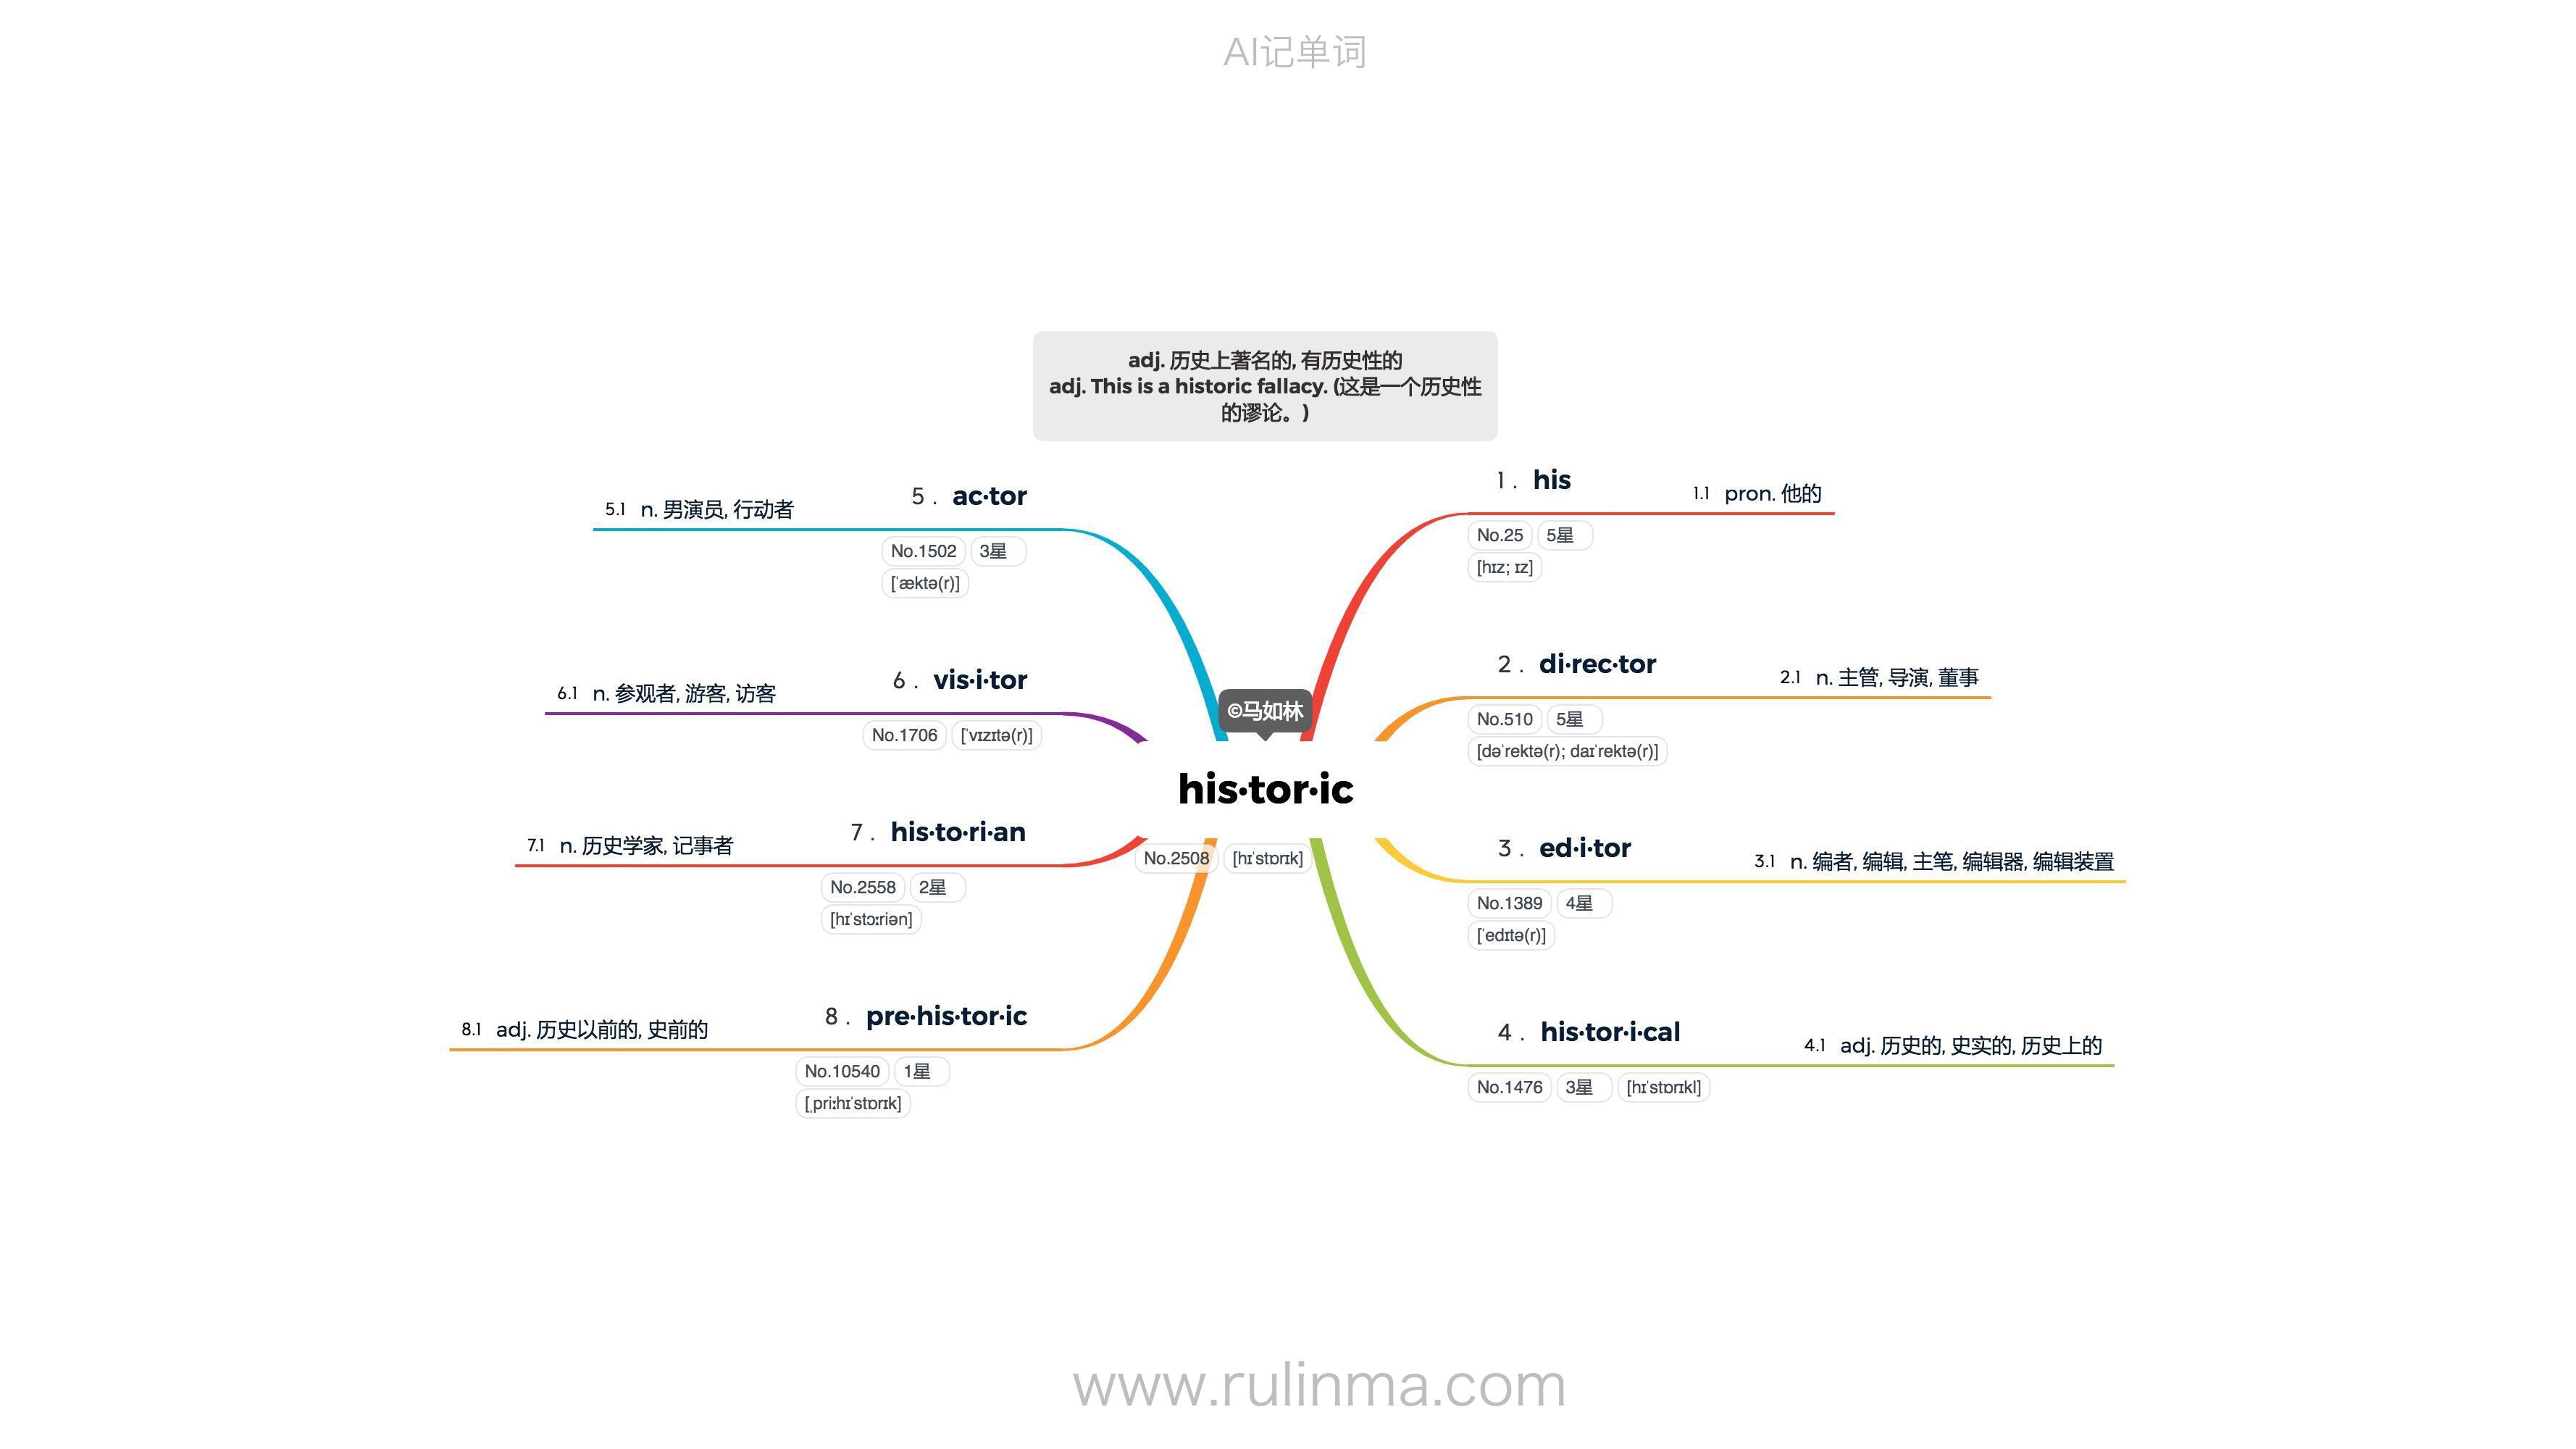 AI记单词
adj. 历史上著名的, 有历史性的
adj. This is a historic fallacy. (这是一个历史性
的谬论。)
©马如林
his·tor·ic
No.2508 [hɪˈstɒrɪk]
1 . his
No.25 5星
[hɪz; ɪz]
1.1 pron. 他的
2 . di·rec·tor
No.510 5星
[dəˈrektə(r); daɪˈrektə(r)]
2.1 n. 主管, 导演, 董事
3 . ed·i·tor
No.1389 4星
[ˈedɪtə(r)]
3.1 n. 编者, 编辑, 主笔, 编辑器, 编辑装置
4 . his·tor·i·cal
No.1476 3星 [hɪˈstɒrɪkl]
4.1 adj. 历史的, 史实的, 历史上的
5 . ac·tor
No.1502 3星
[ˈæktə(r)]
5.1 n. 男演员, 行动者
6 . vis·i·tor
No.1706 [ˈvɪzɪtə(r)]
6.1 n. 参观者, 游客, 访客
7 . his·to·ri·an
No.2558 2星
[hɪˈstɔːriən]
7.1 n. 历史学家, 记事者
8 . pre·his·tor·ic
No.10540 1星
[ˌpriːhɪˈstɒrɪk]
8.1 adj. 历史以前的, 史前的
www.rulinma.com